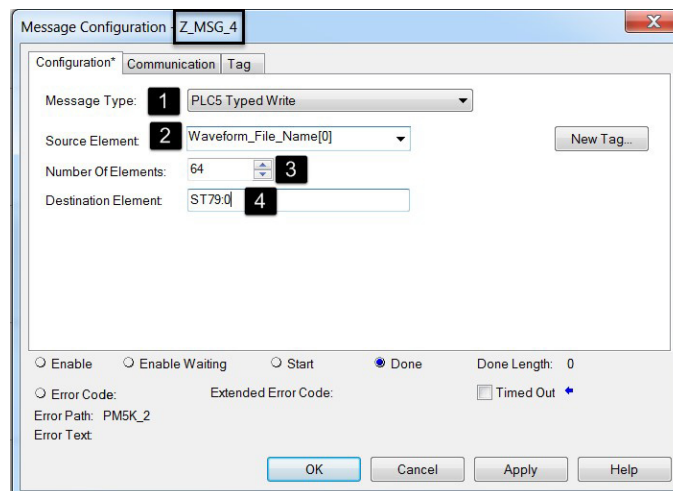 Message Configuration - Z_MSG_4
Configuration* Communication Tag
Message Type: 1 PLC5 Typed Write
Source Element: 2 Waveform_File_Name[0] New Tag...
Number Of Elements: 64 3
Destination Element: ST79:0 4
Enable Enable Waiting Start Done Done Length: 0
Error Code: Extended Error Code: Timed Out
Error Path: PM5K_2
Error Text:
OK Cancel Apply Help